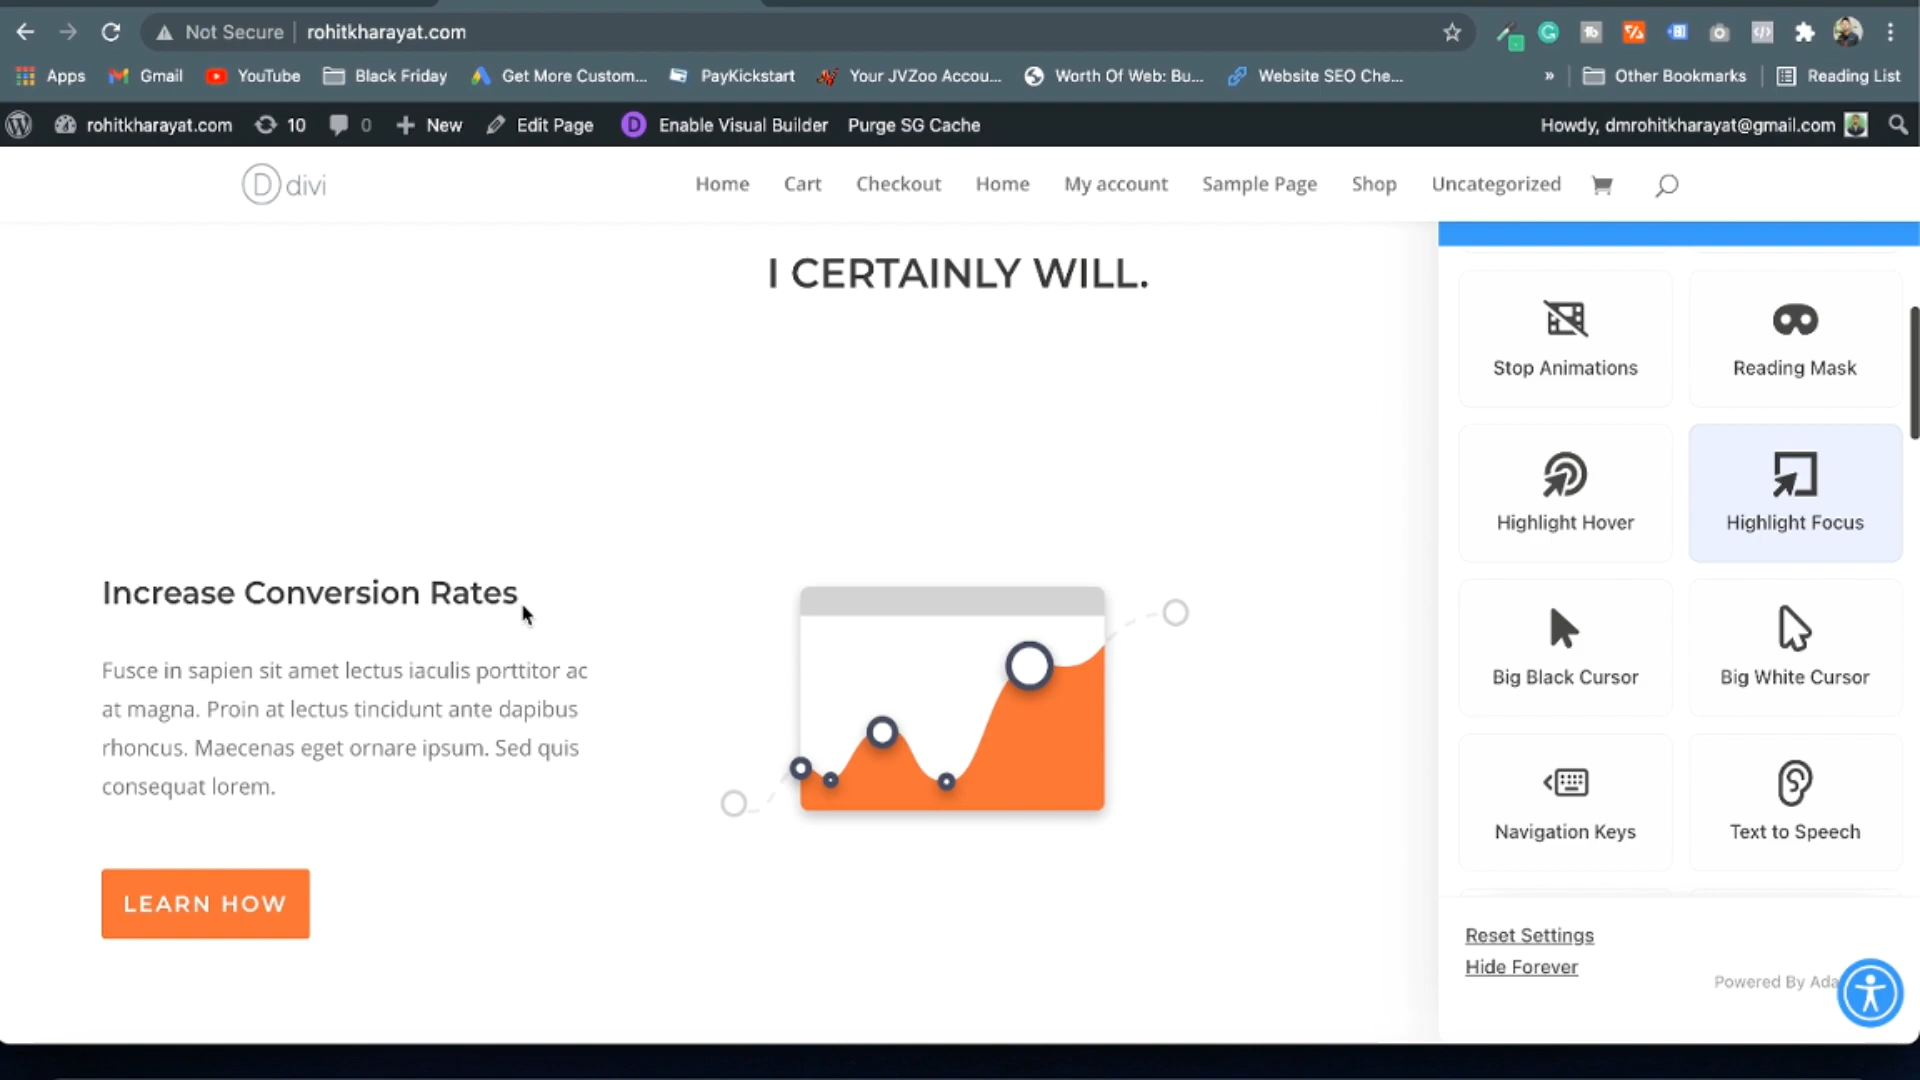 Not Secure | rohitkharayat.com
Apps Gmail YouTube Black Friday Get More Custom... PayKickstart Your JVZoo Accou... Worth Of Web: Bu... Website SEO Che... » Other Bookmarks Reading List
rohitkharayat.com 10 0 New Edit Page Enable Visual Builder Purge SG Cache Howdy, dmrohitkharayat@gmail.com
divi Home Cart Checkout Home My account Sample Page Shop Uncategorized
I CERTAINLY WILL.
Increase Conversion Rates
Fusce in sapien sit amet lectus iaculis porttitor ac
at magna. Proin at lectus tincidunt ante dapibus
rhoncus. Maecenas eget ornare ipsum. Sed quis
consequat lorem.
LEARN HOW
Stop Animations Reading Mask
Highlight Hover Highlight Focus
Big Black Cursor Big White Cursor
Navigation Keys Text to Speech
Reset Settings
Hide Forever
Powered By Ada